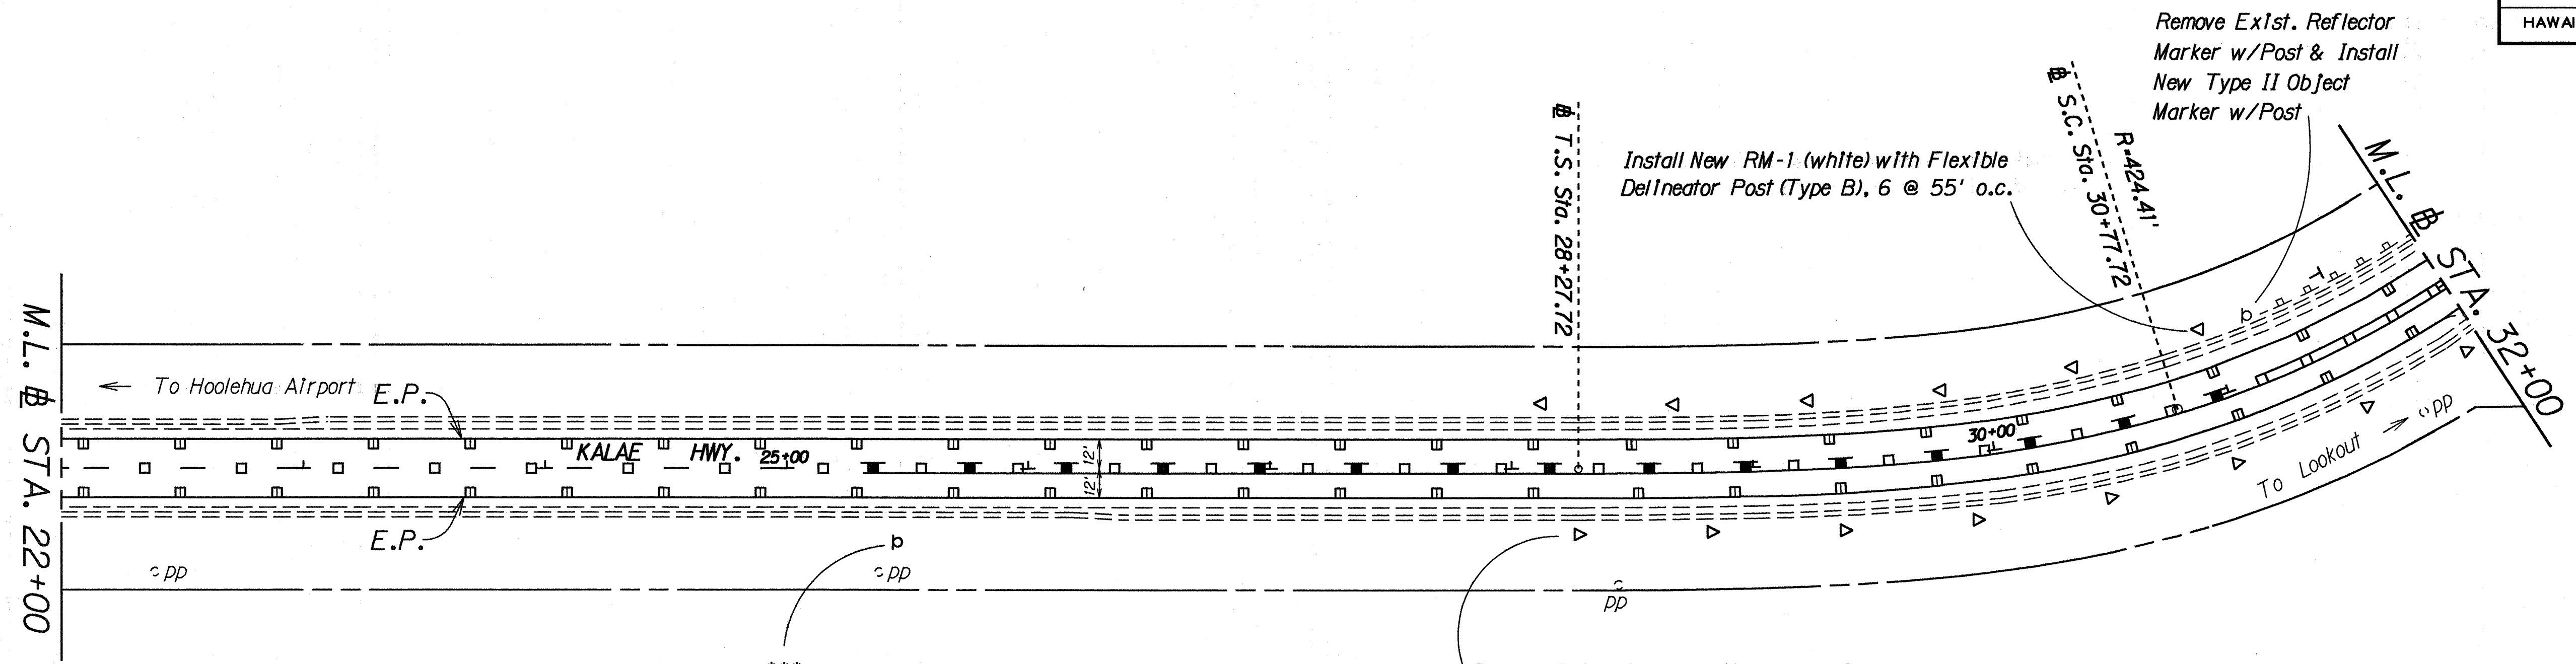 HAWAI
Remove Exist. Reflector
Marker w/Post & Install
New Type II Object
Marker w/Post
Install New RM-1 (white) with Flexible
Delineator Post (Type B), 6 @ 55' o.c.
℄ T.S. Sta. 28+27.72
℄ S.C. Sta. 30+77.72
R=424.41'
M.L. ℄ STA. 32+00
M.L. ℄ STA. 22+00
← To Hoolehua Airport
E.P.
KALAE HWY.
25+00
12'
12'
30+00
To Lookout →
pp
E.P.
pp
pp
pp
***